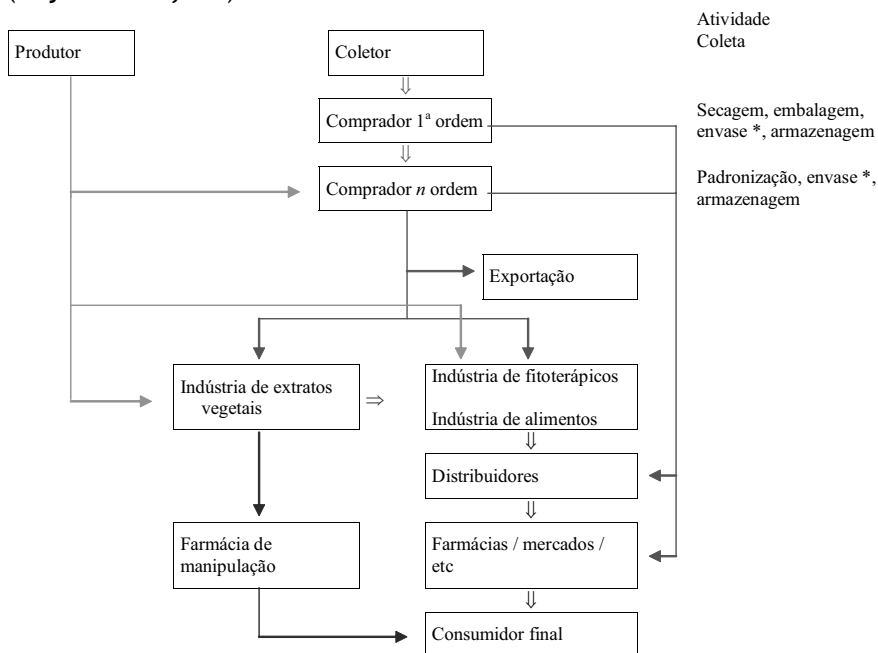 Atividade
Coleta
Produtor
Coletor
Comprador 1ª ordem
Secagem, embalagem,
envase *, armazenagem
Comprador n ordem
Padronização, envase *,
armazenagem
Exportação
Indústria de extratos
vegetais
Indústria de fitoterápicos
Indústria de alimentos
Distribuidores
Farmácia de
manipulação
Farmácias / mercados /
etc
Consumidor final